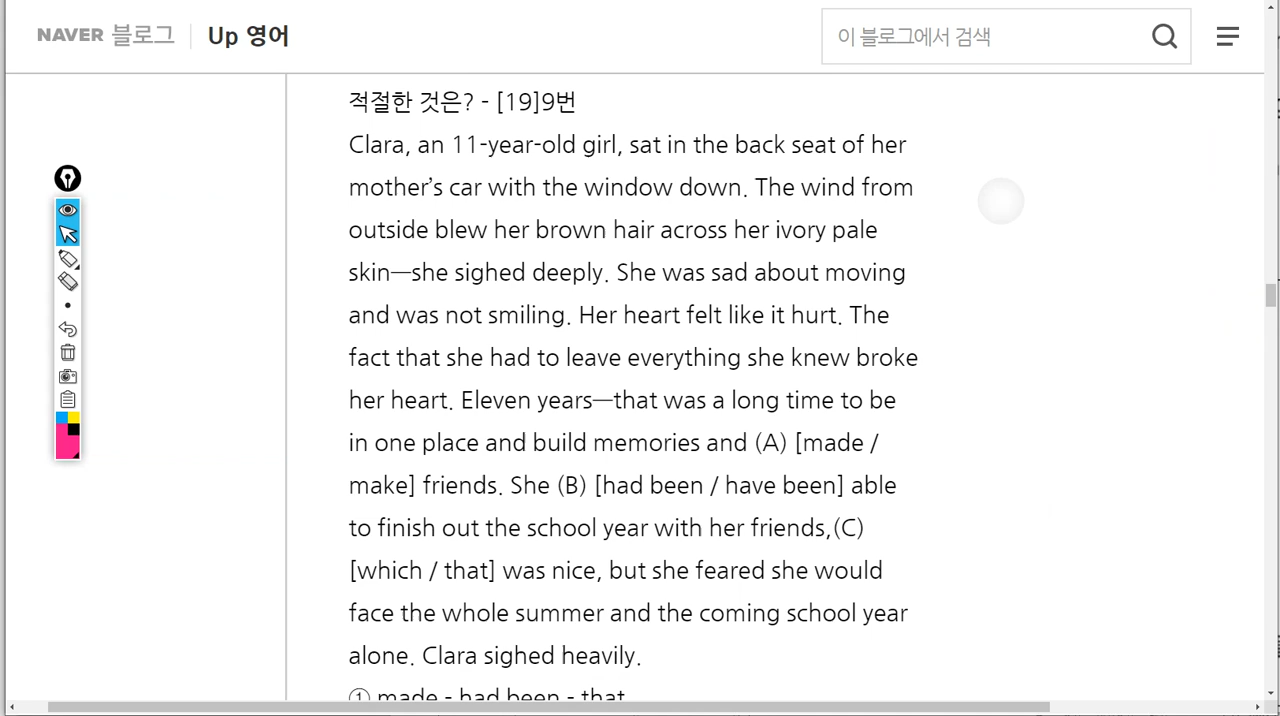 NAVER 블로그 Up 영어
이 블로그에서 검색
적절한 것은? - [19]9번
Clara, an 11-year-old girl, sat in the back seat of her
mother’s car with the window down. The wind from
outside blew her brown hair across her ivory pale
skin—she sighed deeply. She was sad about moving
and was not smiling. Her heart felt like it hurt. The
fact that she had to leave everything she knew broke
her heart. Eleven years—that was a long time to be
in one place and build memories and (A) [made /
make] friends. She (B) [had been / have been] able
to finish out the school year with her friends,(C)
[which / that] was nice, but she feared she would
face the whole summer and the coming school year
alone. Clara sighed heavily.
① made - had been - that